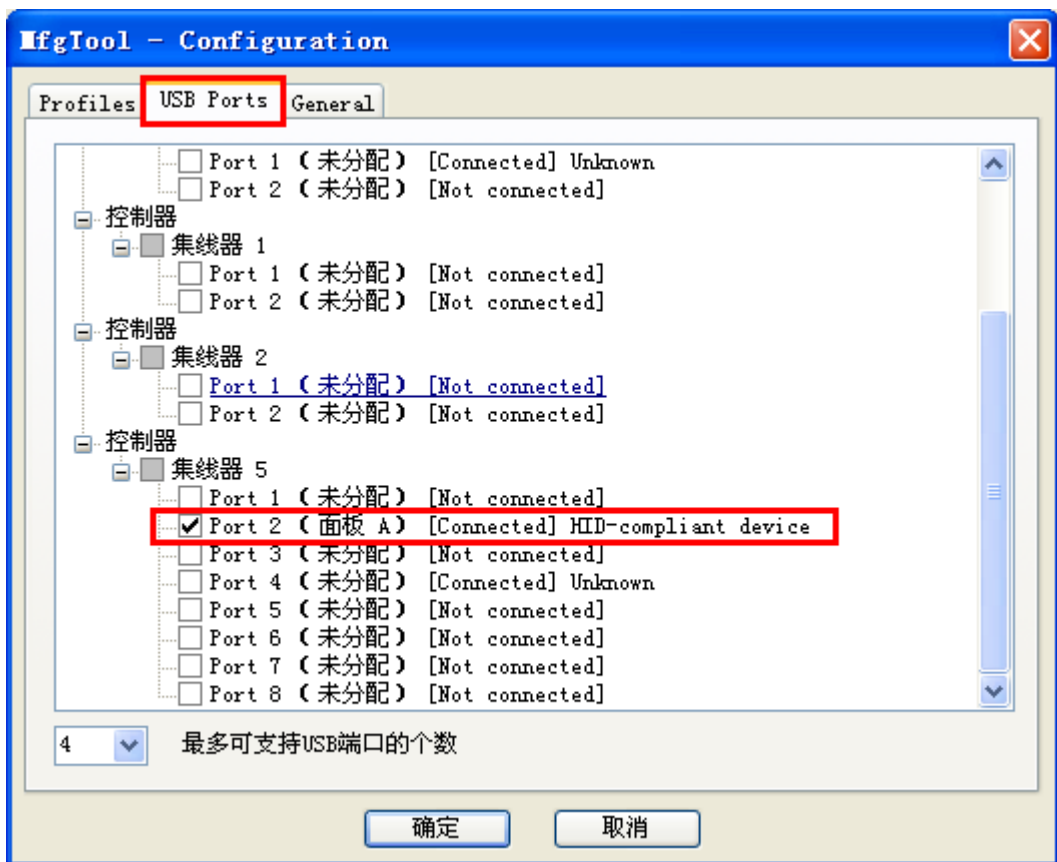 MfgTool - Configuration
Profiles USB Ports General
Port 1 (未分配) [Connected] Unknown
Port 2 (未分配) [Not connected]
控制器
集线器 1
Port 1 (未分配) [Not connected]
Port 2 (未分配) [Not connected]
控制器
集线器 2
Port 1 (未分配) [Not connected]
Port 2 (未分配) [Not connected]
控制器
集线器 5
Port 1 (未分配) [Not connected]
Port 2 (面板 A) [Connected] HID-compliant device
Port 3 (未分配) [Not connected]
Port 4 (未分配) [Connected] Unknown
Port 5 (未分配) [Not connected]
Port 6 (未分配) [Not connected]
Port 7 (未分配) [Not connected]
Port 8 (未分配) [Not connected]
4 最多可支持USB端口的个数
确定 取消